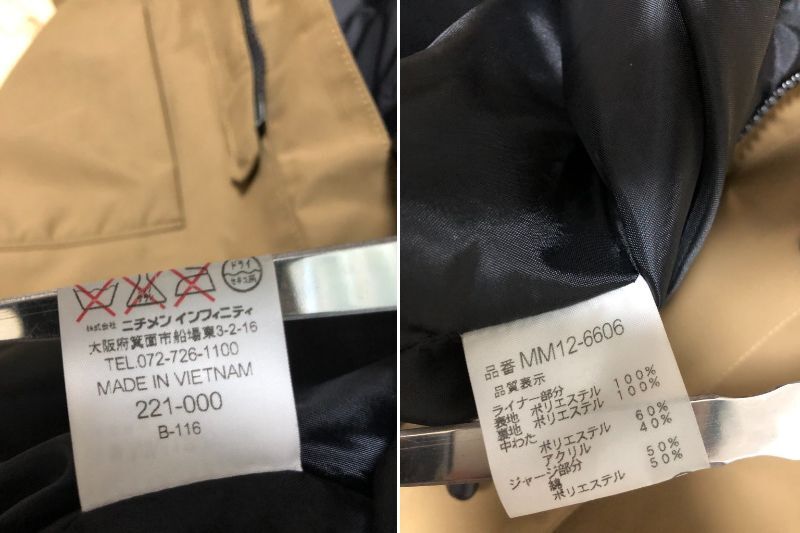 ドライ
セキユ系
株式会社 ニチメン インフィニティ
大阪府箕面市船場東3-2-16
TEL.072-726-1100
MADE IN VIETNAM
221-000
B-116
品番 MM12-6606
品質表示
ライナー部分
表地 ポリエステル 100%
裏地 ポリエステル 100%
中わた
ポリエステル 60%
アクリル 40%
ジャージ部分
綿 50%
ポリエステル 50%